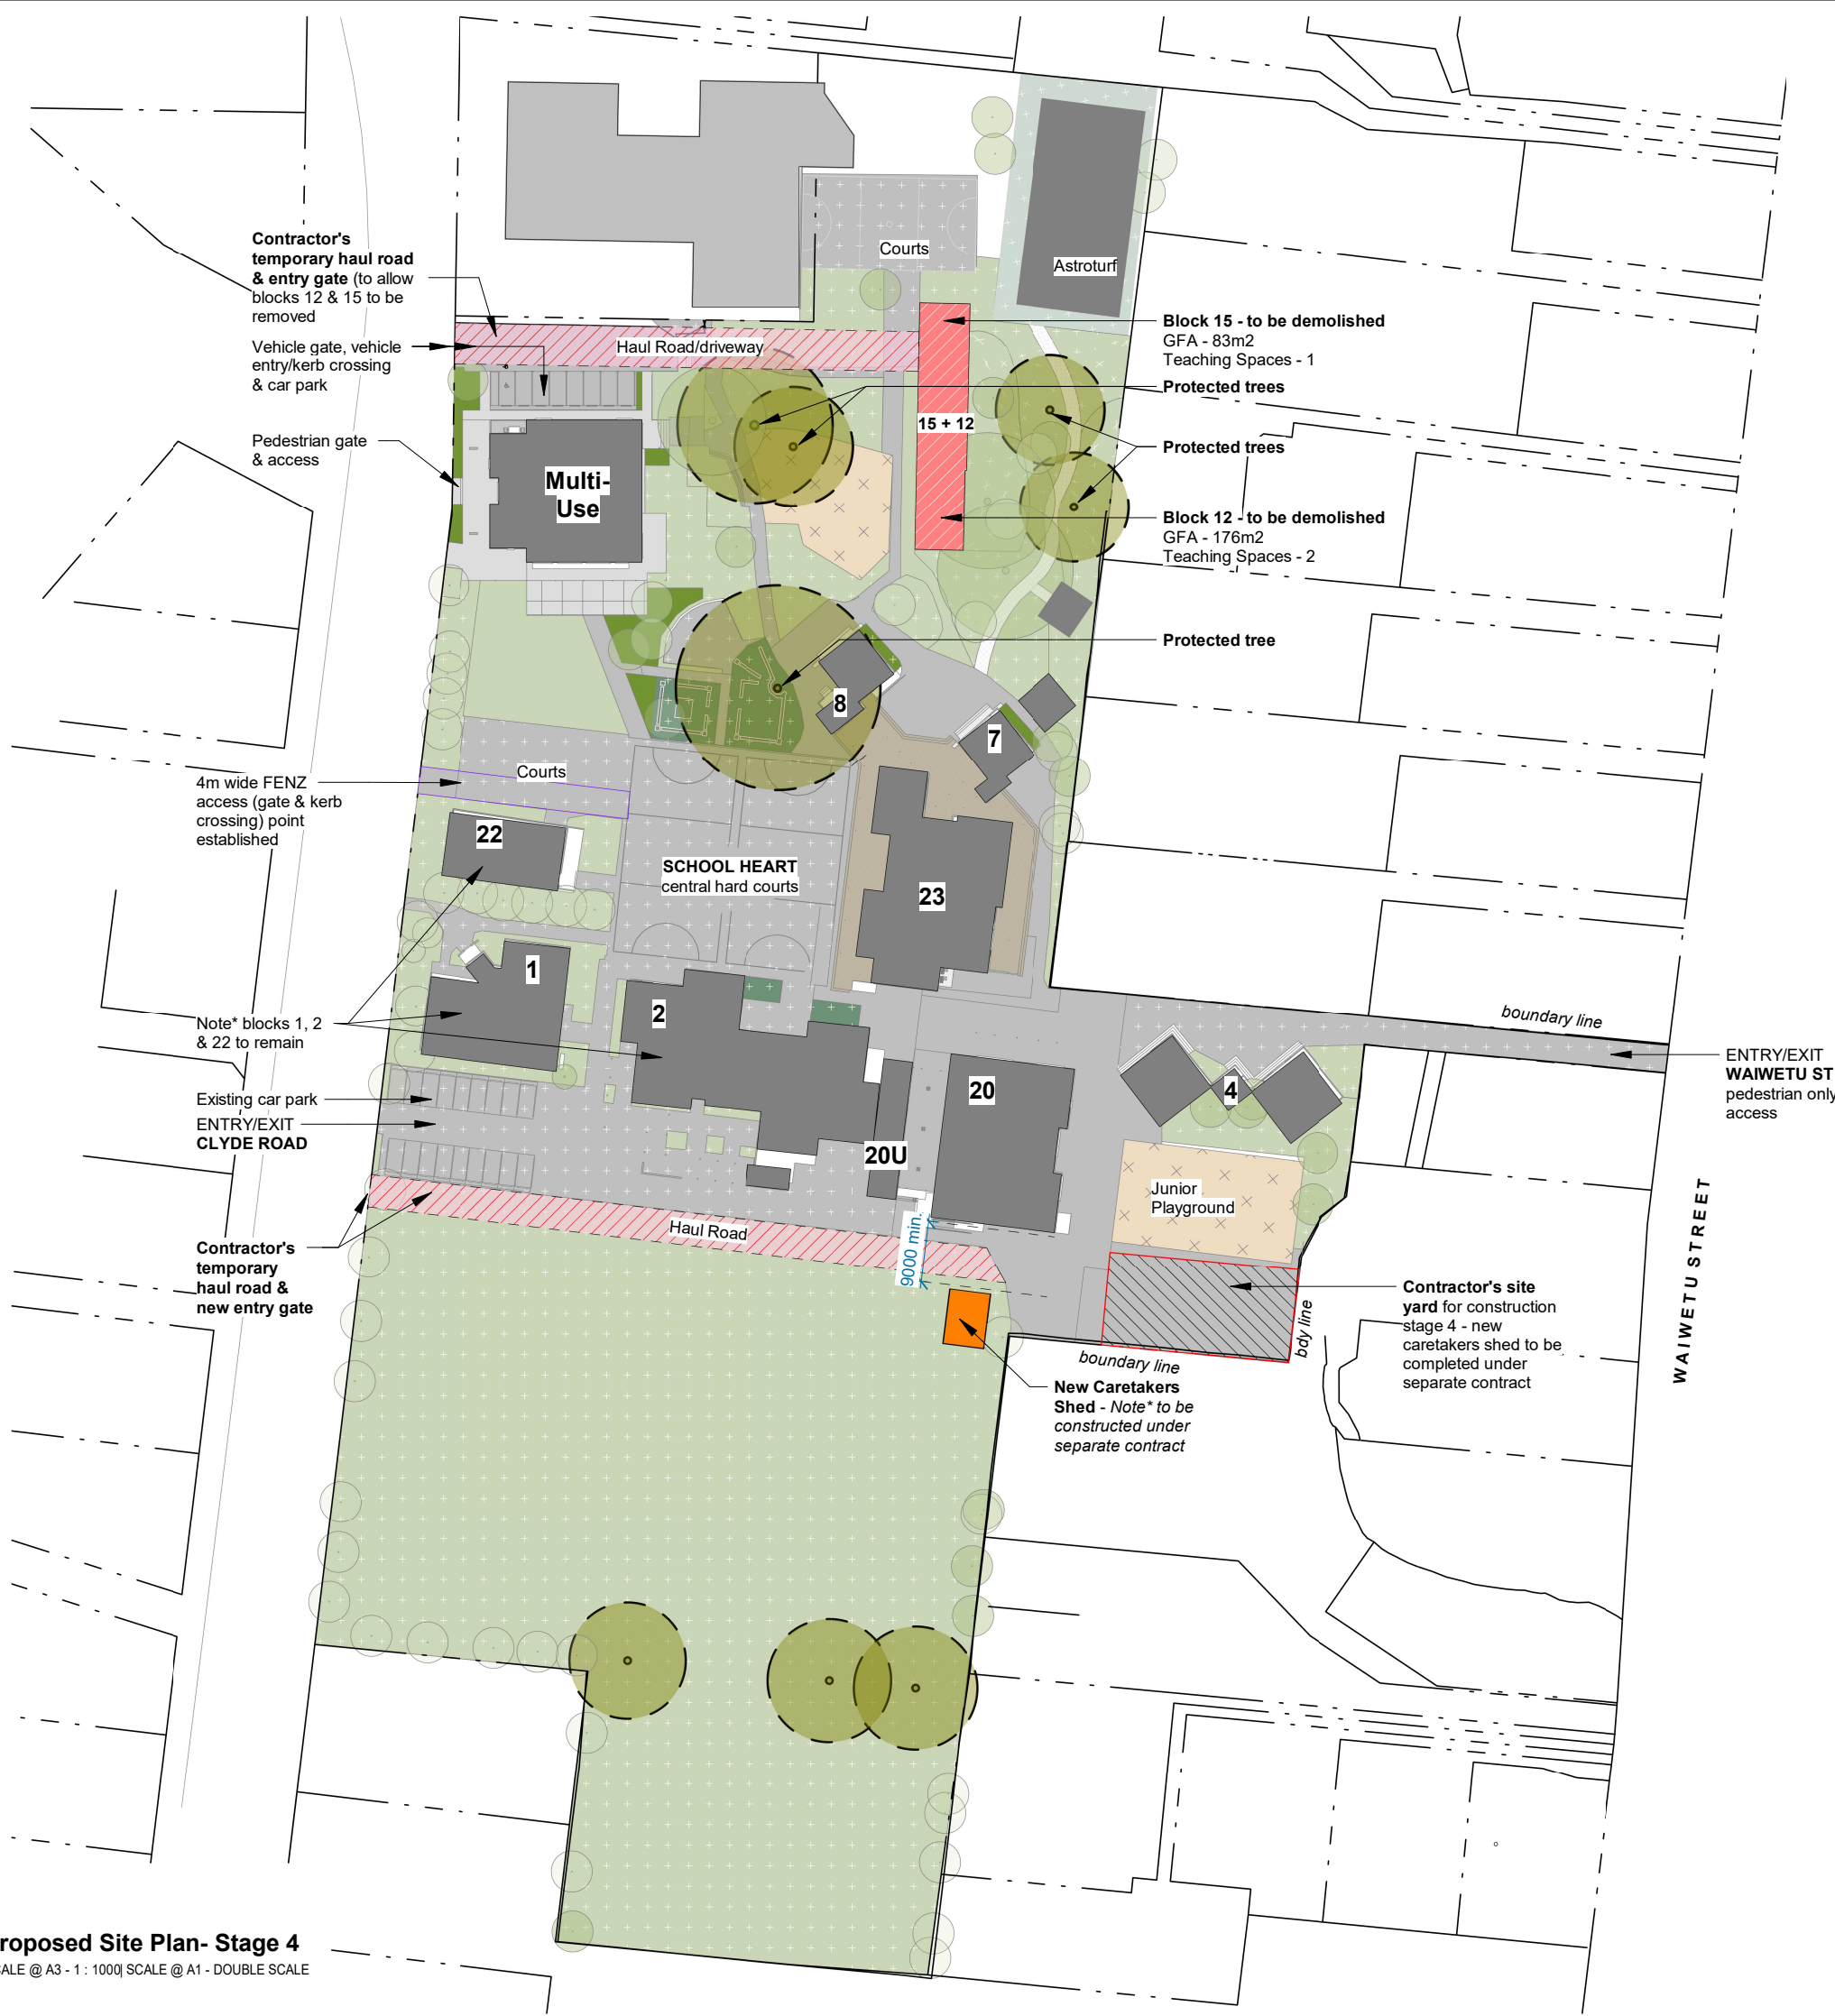 Contractor's
temporary haul road
& entry gate (to allow
blocks 12 & 15 to be
removed
Vehicle gate, vehicle
entry/kerb crossing
& car park
Pedestrian gate
& access
Courts
Astroturf
Haul Road/driveway
Block 15 - to be demolished
GFA - 83m2
Teaching Spaces - 1
Protected trees
15 + 12
Protected trees
Multi-
Use
Block 12 - to be demolished
GFA - 176m2
Teaching Spaces - 2
Protected tree
8
7
4m wide FENZ
access (gate & kerb
crossing) point
established
Courts
22
SCHOOL HEART
central hard courts
23
1
2
Note* blocks 1, 2
& 22 to remain
boundary line
ENTRY/EXIT
WAIWETU ST
pedestrian only
access
20
4
Existing car park
ENTRY/EXIT
CLYDE ROAD
20U
Junior
Playground
Haul Road
9000 min.
Contractor's
temporary
haul road &
new entry gate
WAIWETU STREET
Contractor's site
yard for construction
stage 4 - new
caretakers shed to be
completed under
separate contract
bdy line
boundary line
New Caretakers
Shed - Note* to be
constructed under
separate contract
roposed Site Plan- Stage 4
ALE @ A3 - 1 : 1000| SCALE @ A1 - DOUBLE SCALE